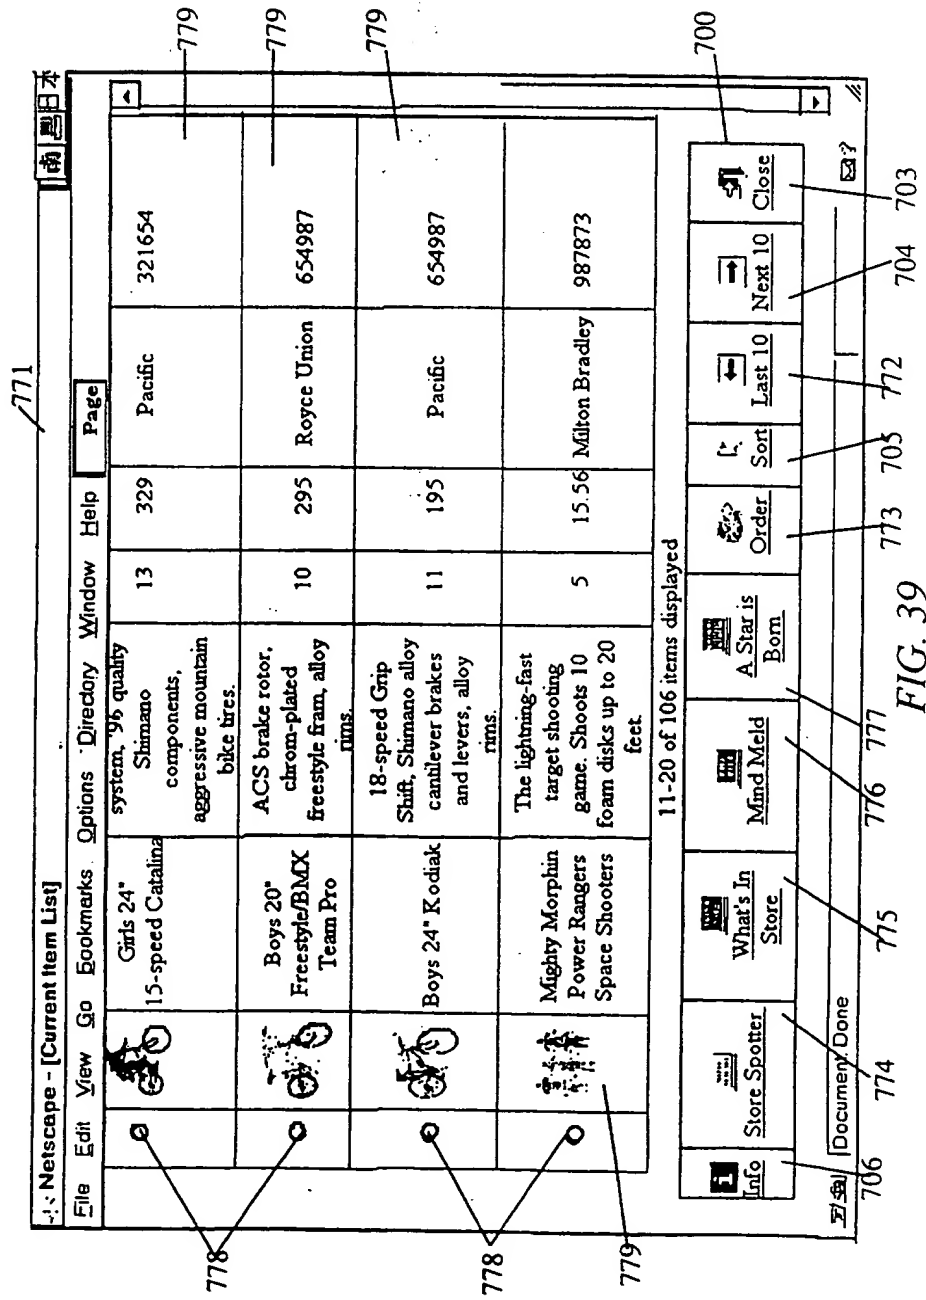 771
Netscape - [Current Item List]
File Edit View Go Bookmarks Options Directory Window Help Page
Girls 24"
15-speed Catalina
system, '96 quality
Shimano
components,
aggressive mountain
bike tires.
13
329
Pacific
321654
779
Boys 20"
Freestyle/BMX
Team Pro
ACS brake rotor,
chrom-plated
freestyle fram, alloy
rims.
10
295
Royce Union
654987
779
778
Boys 24" Kodiak
18-speed Grip
Shift, Shimano alloy
cantilever brakes
and levers, alloy
rims.
11
195
Pacific
654987
779
Mighty Morphin
Power Rangers
Space Shooters
The lightning-fast
target shooting
game. Shoots 10
foam disks up to 20
feet.
5
15.56
Milton Bradley
987873
778
779
11-20 of 106 items displayed
Info
Store Spotter
What's In
Store
Mind Meld
A Star is
Born
Order
Sort
Last 10
Next 10
Close
700
Document: Done
?
706
774
775
776
777
773
705
772
704
703
FIG. 39